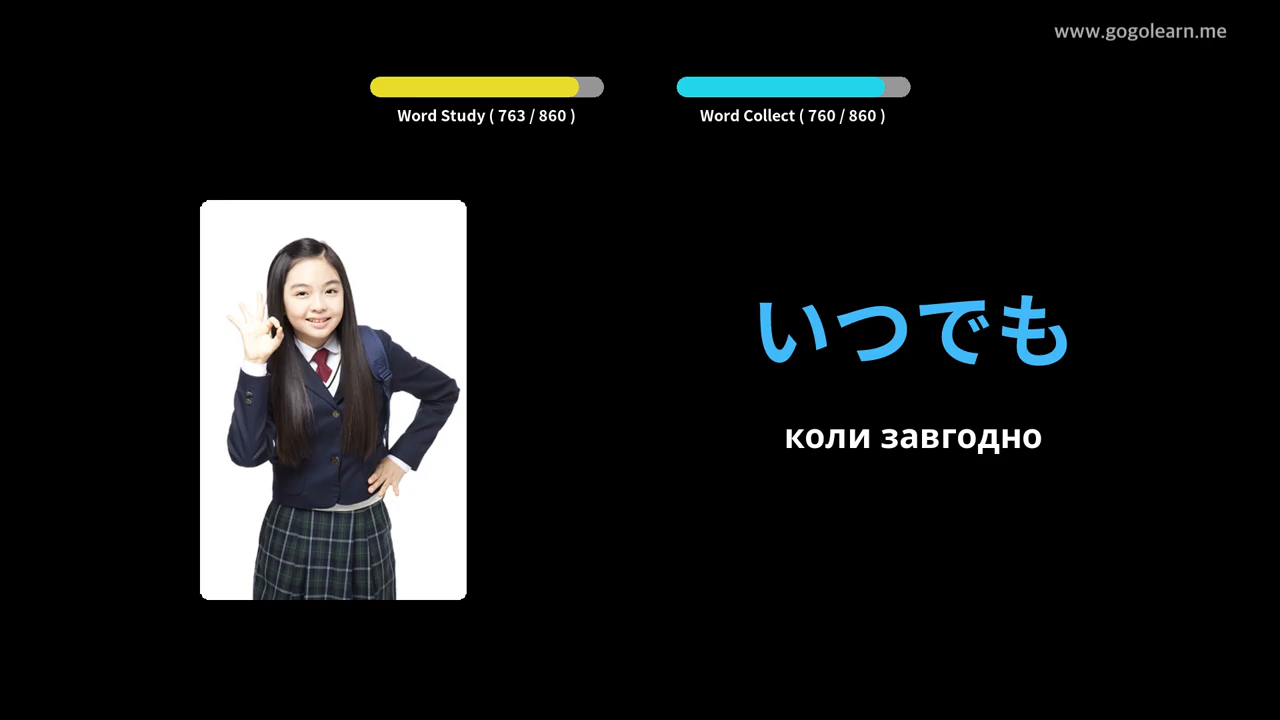 www.gogolearn.me
Word Study ( 763 / 860 )
Word Collect ( 760 / 860 )
いつでも
коли завгодно